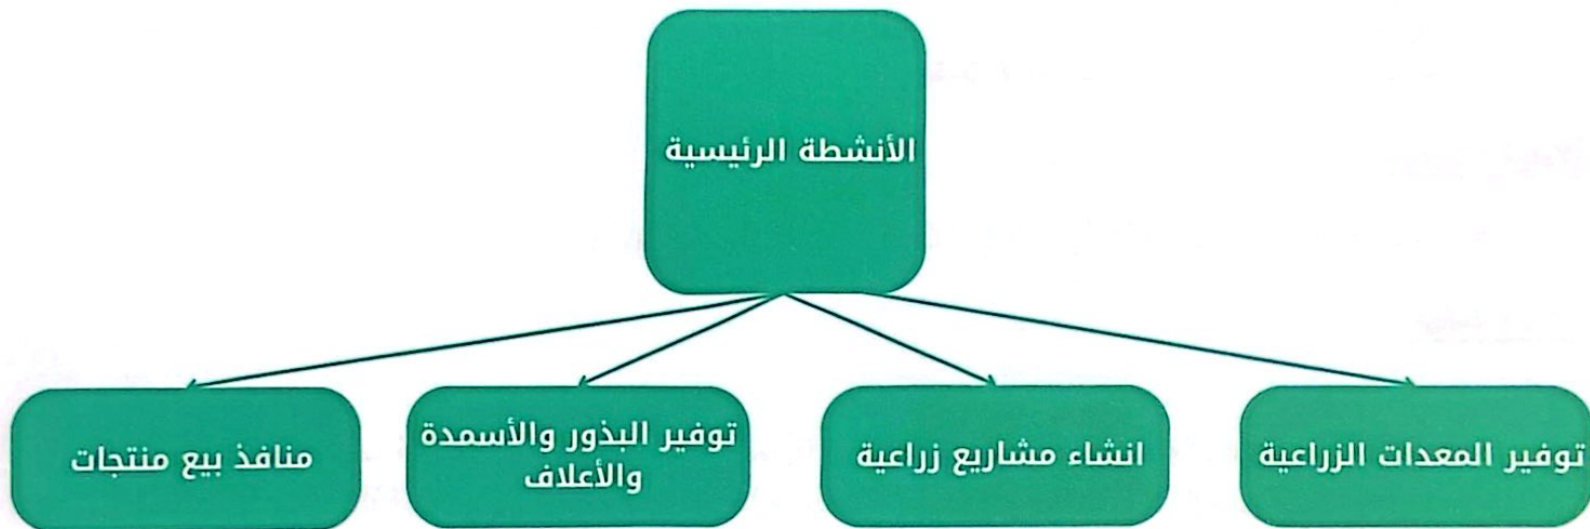 الأنشطة الرئيسية
توفير المعدات الزراعية
انشاء مشاريع زراعية
توفير البذور والأسمدة
والأعلاف
منافذ بيع منتجات